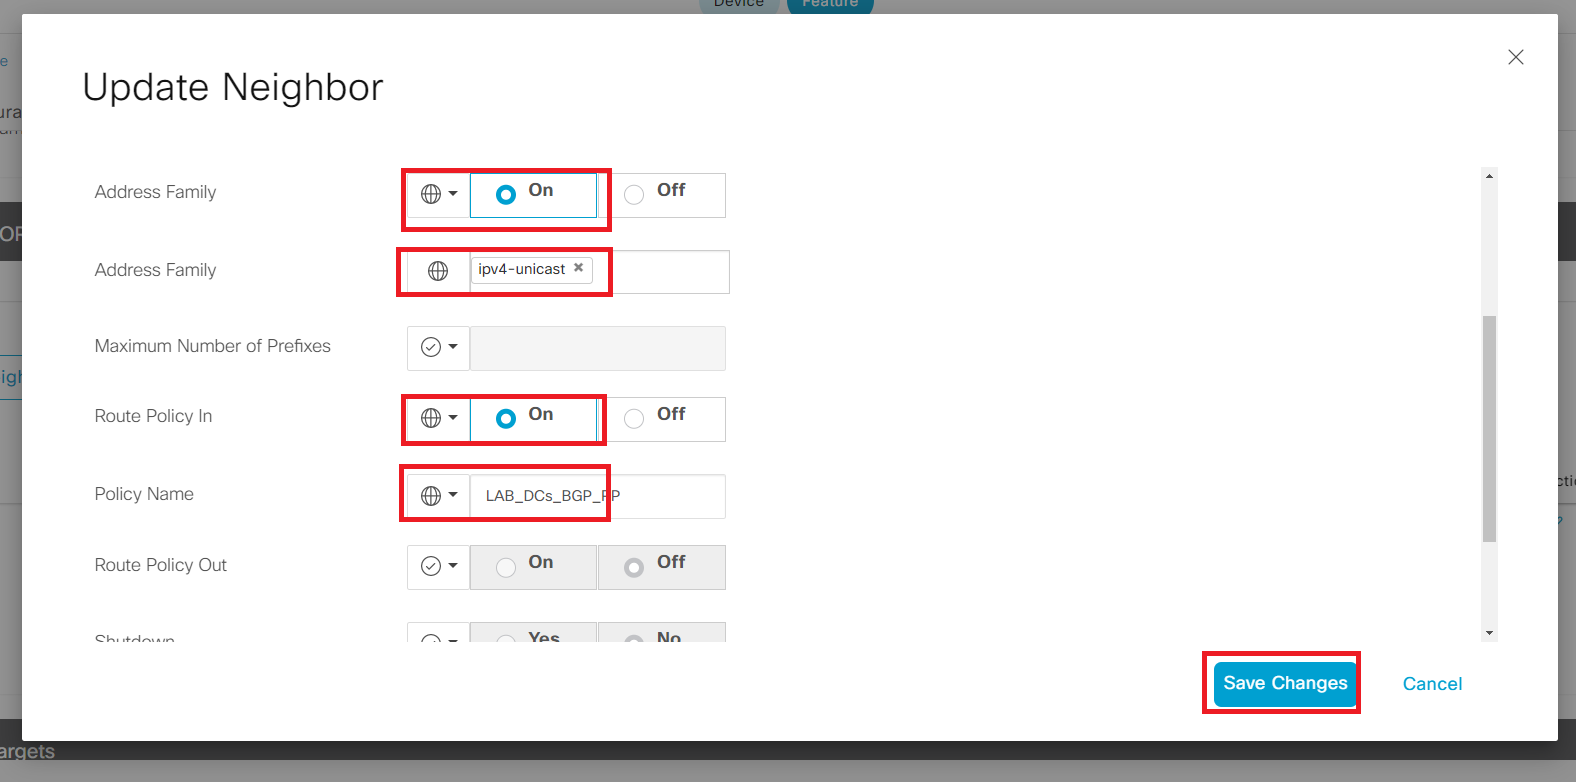 Device Feature
e
Update Neighbor
Address Family On Off
Address Family ipv4-unicast ×
Maximum Number of Prefixes
Route Policy In On Off
Policy Name LAB_DCs_BGP_RP
Route Policy Out On Off
Shutdown Yes No
Save Changes Cancel
argets